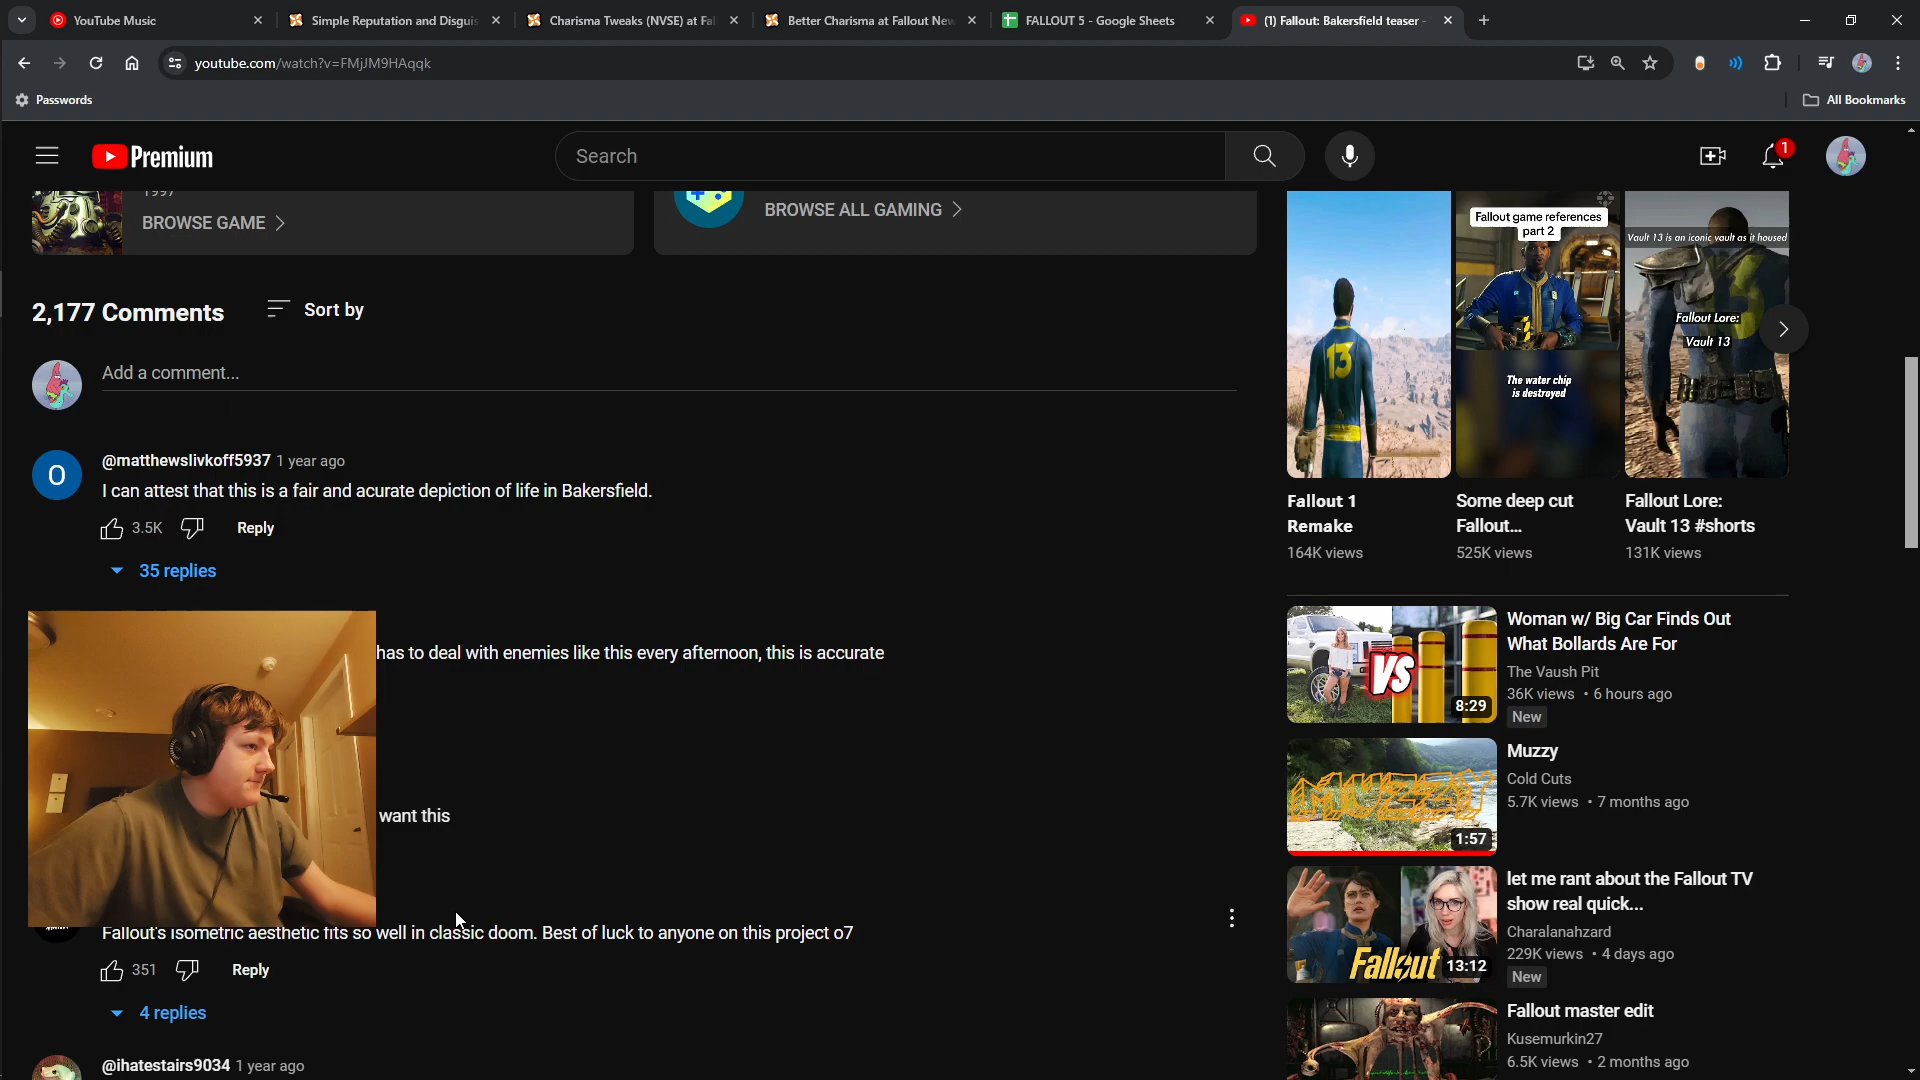 YouTube Music
Simple Reputation and Disguis
Charisma Tweaks (NVSE) at Fal
Better Charisma at Fallout New
FALLOUT 5 - Google Sheets
(1) Fallout: Bakersfield teaser -
youtube.com/watch?v=FMjJM9HAqqk
Passwords
All Bookmarks
Premium
Search
1
1997
BROWSE GAME
BROWSE ALL GAMING
2,177 Comments
Sort by
Add a comment...
@matthewslivkoff5937 1 year ago
O
I can attest that this is a fair and acurate depiction of life in Bakersfield.
3.5K
Reply
35 replies
has to deal with enemies like this every afternoon, this is accurate
want this
Fallout's isometric aesthetic fits so well in classic doom. Best of luck to anyone on this project o7
351
Reply
4 replies
@ihatestairs9034 1 year ago
13
Fallout game references
part 2
The water chip
is destroyed
Vault 13 is an iconic vault as it housed
Fallout Lore:
Vault 13
Fallout 1
Remake
164K views
Some deep cut
Fallout...
525K views
Fallout Lore:
Vault 13 #shorts
131K views
VS
8:29
Woman w/ Big Car Finds Out
What Bollards Are For
The Vaush Pit
36K views • 6 hours ago
New
MUZZY
1:57
Muzzy
Cold Cuts
5.7K views • 7 months ago
Fallout
13:12
let me rant about the Fallout TV
show real quick...
Charalanahzard
229K views • 4 days ago
New
Fallout master edit
Kusemurkin27
6.5K views • 2 months ago